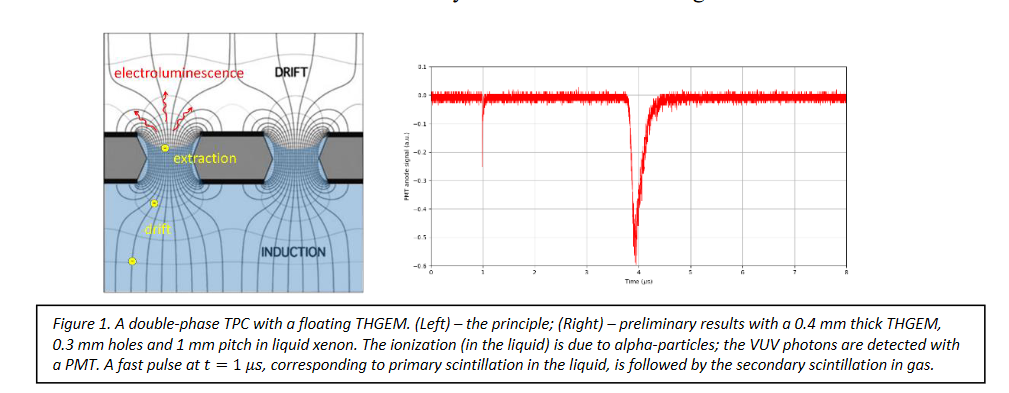 electroluminescence
DRIFT
extraction
drift
INDUCTION
0.1
0.0
−0.1
−0.2
−0.3
−0.4
−0.5
−0.6
PMT anode signal (a.u.)
0 1 2 3 4 5 6 7 8
Time (μs)
Figure 1. A double-phase TPC with a floating THGEM. (Left) – the principle; (Right) – preliminary results with a 0.4 mm thick THGEM,
0.3 mm holes and 1 mm pitch in liquid xenon. The ionization (in the liquid) is due to alpha-particles; the VUV photons are detected with
a PMT. A fast pulse at t = 1 μs, corresponding to primary scintillation in the liquid, is followed by the secondary scintillation in gas.